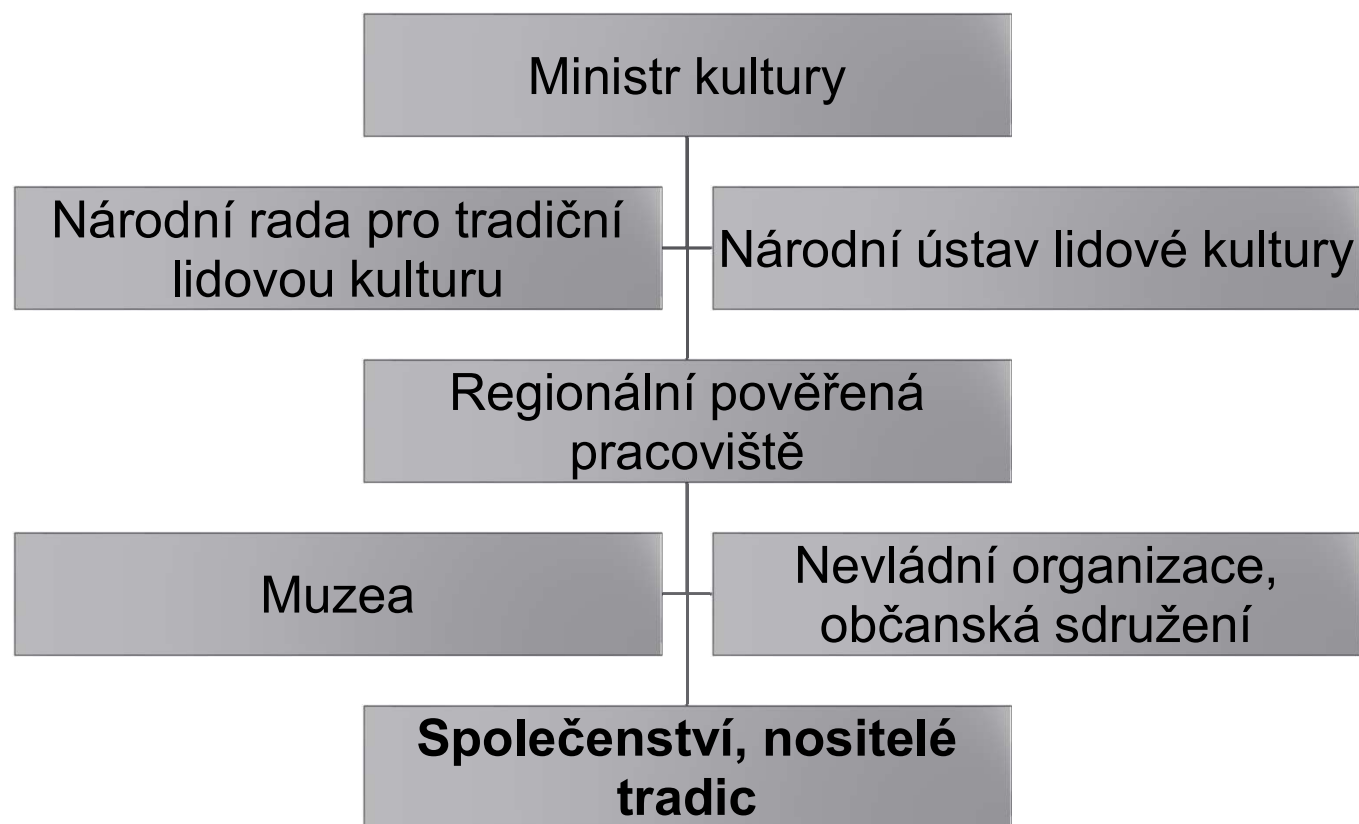 Ministr kultury
Národní rada pro tradiční
lidovou kulturu
Národní ústav lidové kultury
Regionální pověřená
pracoviště
Muzea
Nevládní organizace,
občanská sdružení
Společenství, nositelé
tradic